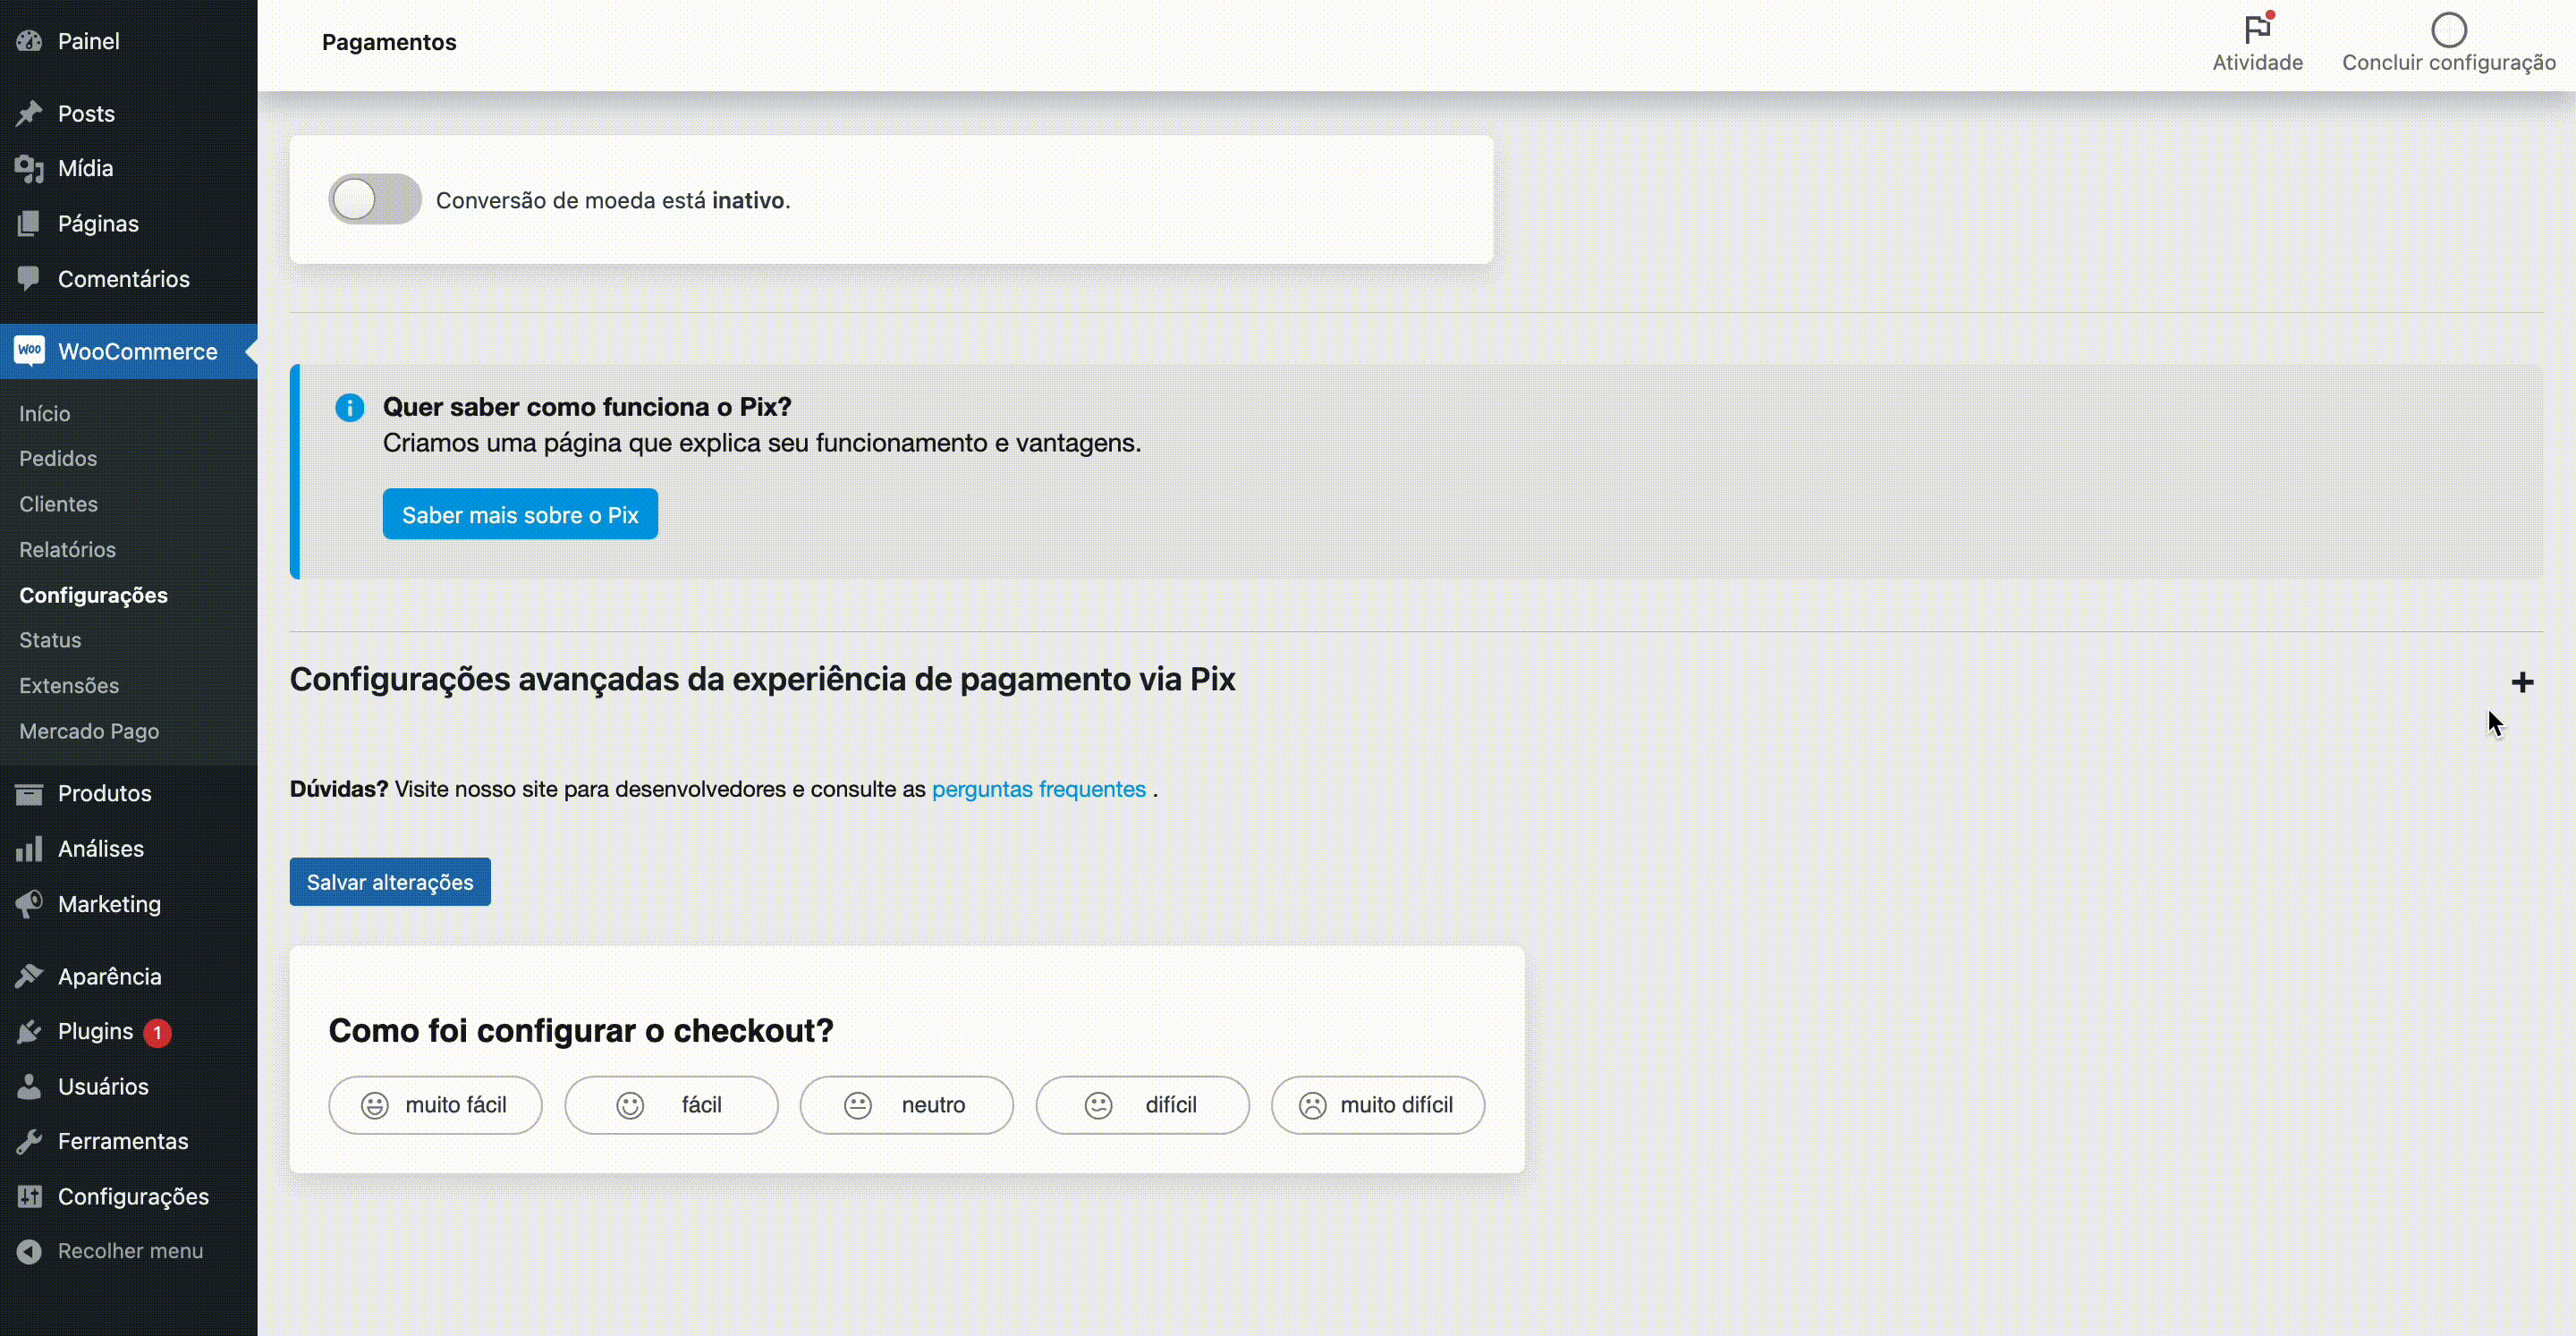 Painel
Posts
Mídia
Páginas
Comentários
Woo WooCommerce
Início
Pedidos
Clientes
Relatórios
Configurações
Status
Extensões
Mercado Pago
Produtos
Análises
Marketing
Aparência
Plugins 1
Usuários
Ferramentas
Configurações
Recolher menu
Pagamentos
Atividade
Concluir configuração
Conversão de moeda está inativo.
Quer saber como funciona o Pix?
Criamos uma página que explica seu funcionamento e vantagens.
Saber mais sobre o Pix
Configurações avançadas da experiência de pagamento via Pix
Dúvidas? Visite nosso site para desenvolvedores e consulte as perguntas frequentes .
Salvar alterações
Como foi configurar o checkout?
muito fácil
fácil
neutro
difícil
muito difícil